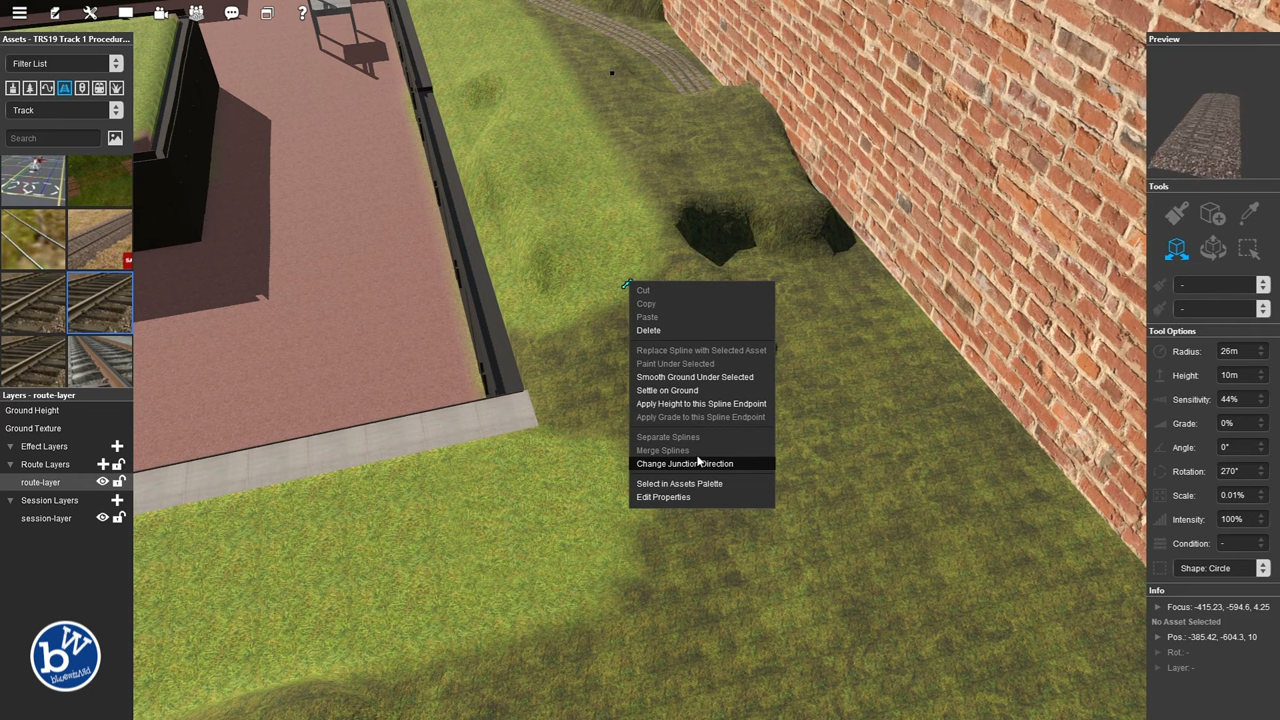 Assets - TRS19 Track 1 Procedur...
Filter List
Track
Search
Layers - route-layer
Ground Height
Ground Texture
Effect Layers
Route Layers
route-layer
Session Layers
session-layer
Cut
Copy
Paste
Delete
Replace Spline with Selected Asset
Paint Under Selected
Smooth Ground Under Selected
Settle on Ground
Apply Height to this Spline Endpoint
Apply Grade to this Spline Endpoint
Separate Splines
Merge Splines
Change Junction Direction
Select in Assets Palette
Edit Properties
Preview
Tools
-
-
Tool Options
Radius: 26m
Height: 10m
Sensitivity: 44%
Grade: 0%
Angle: 0°
Rotation: 270°
Scale: 0.01%
Intensity: 100%
Condition: -
Shape: Circle
Info
Focus: -415.23, -594.6, 4.25
No Asset Selected
Pos.: -385.42, -604.3, 10
Rot.: -
Layer: -